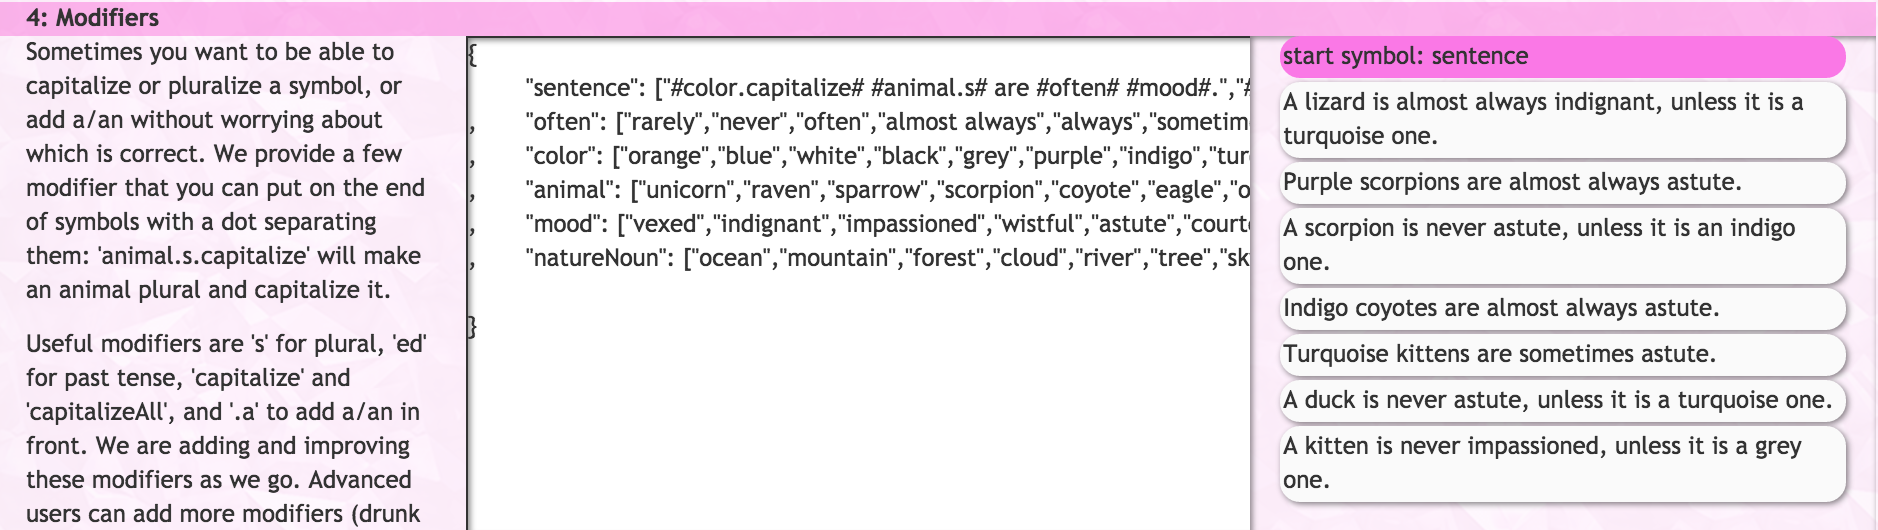 4: Modifiers
Sometimes you want to be able to
capitalize or pluralize a symbol, or
add a/an without worrying about
which is correct. We provide a few
modifier that you can put on the end
of symbols with a dot separating
them: 'animal.s.capitalize' will make
an animal plural and capitalize it.
Useful modifiers are 's' for plural, 'ed'
for past tense, 'capitalize' and
'capitalizeAll', and '.a' to add a/an in
front. We are adding and improving
these modifiers as we go. Advanced
users can add more modifiers (drunk
{
"sentence": ["#color.capitalize# #animal.s# are #often# #mood#.","#
, "often": ["rarely","never","often","almost always","always","sometim
, "color": ["orange","blue","white","black","grey","purple","indigo","tur
, "animal": ["unicorn","raven","sparrow","scorpion","coyote","eagle","o
, "mood": ["vexed","indignant","impassioned","wistful","astute","courte
, "natureNoun": ["ocean","mountain","forest","cloud","river","tree","sk
}
start symbol: sentence
A lizard is almost always indignant, unless it is a
turquoise one.
Purple scorpions are almost always astute.
A scorpion is never astute, unless it is an indigo
one.
Indigo coyotes are almost always astute.
Turquoise kittens are sometimes astute.
A duck is never astute, unless it is a turquoise one.
A kitten is never impassioned, unless it is a grey
one.